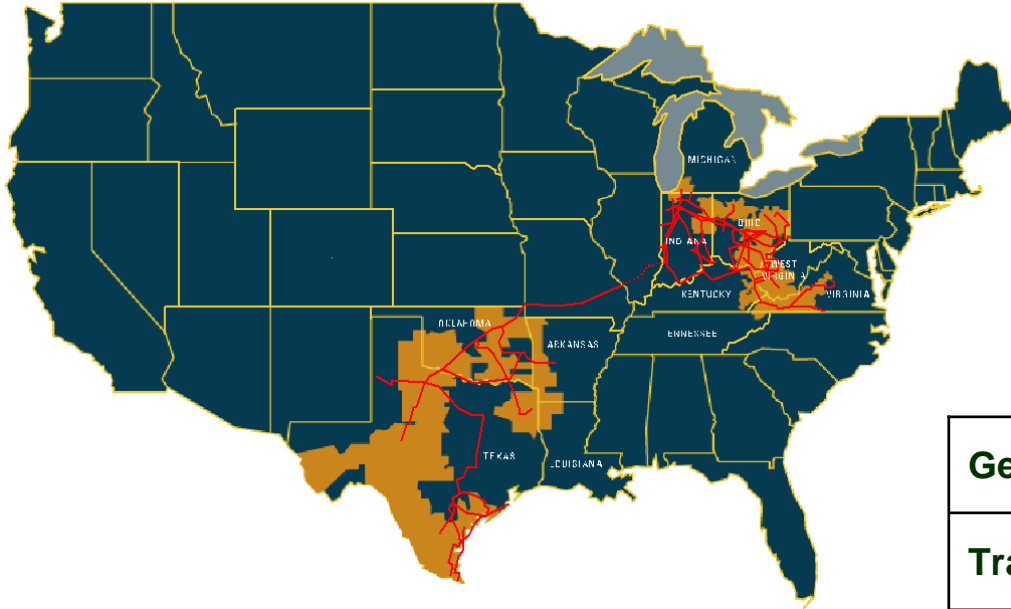 MICHIGAN
OHIO
INDIANA
WEST
VIRGINIA
KENTUCKY
VIRGINIA
OKLAHOMA
ENNESSEE
ARKANSAS
TEXAS
LOUISIANA
Ge
Tra